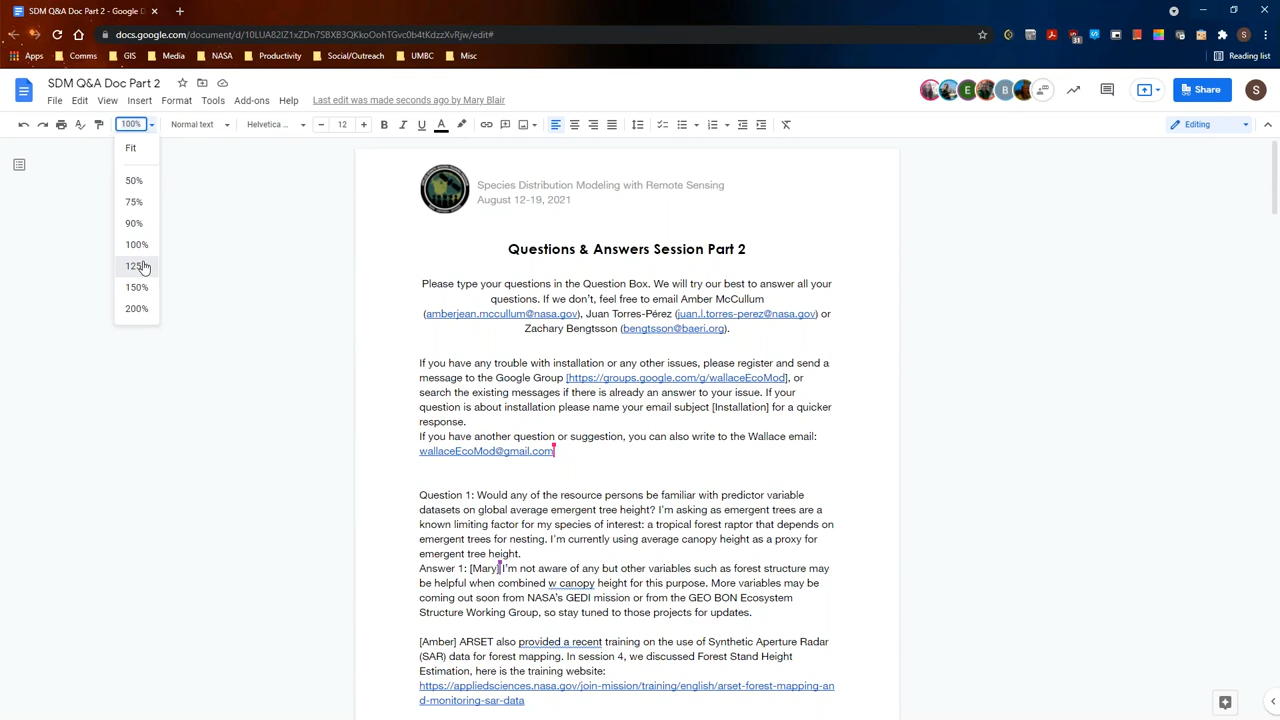 SDM Q&A Doc Part 2 - Google D
docs.google.com/document/d/10LUA82IZ1xZDn7SBXB3QKkoOohTGvc0b4tKdzzXvRjw/edit#
Apps Comms GIS Media NASA Productivity Social/Outreach UMBC Misc Reading list
SDM Q&A Doc Part 2
File Edit View Insert Format Tools Add-ons Help Last edit was made seconds ago by Mary Blair
E B Share S
100% Normal text Helvetica ... 12 B I U A Editing
Fit
50%
75%
90%
100%
125
150%
200%
Species Distribution Modeling with Remote Sensing
August 12-19, 2021
Questions & Answers Session Part 2
Please type your questions in the Question Box. We will try our best to answer all your
questions. If we don't, feel free to email Amber McCullum
(amberjean.mccullum@nasa.gov), Juan Torres-Pérez (juan.l.torres-perez@nasa.gov) or
Zachary Bengtsson (bengtsson@baeri.org).
If you have any trouble with installation or any other issues, please register and send a
message to the Google Group [https://groups.google.com/g/wallaceEcoMod], or
search the existing messages if there is already an answer to your issue. If your
question is about installation please name your email subject [Installation] for a quicker
response.
If you have another question or suggestion, you can also write to the Wallace email:
wallaceEcoMod@gmail.com
Question 1: Would any of the resource persons be familiar with predictor variable
datasets on global average emergent tree height? I'm asking as emergent trees are a
known limiting factor for my species of interest: a tropical forest raptor that depends on
emergent trees for nesting. I'm currently using average canopy height as a proxy for
emergent tree height.
Answer 1: [Mary] I'm not aware of any but other variables such as forest structure may
be helpful when combined w canopy height for this purpose. More variables may be
coming out soon from NASA's GEDI mission or from the GEO BON Ecosystem
Structure Working Group, so stay tuned to those projects for updates.
[Amber] ARSET also provided a recent training on the use of Synthetic Aperture Radar
(SAR) data for forest mapping. In session 4, we discussed Forest Stand Height
Estimation, here is the training website:
https://appliedsciences.nasa.gov/join-mission/training/english/arset-forest-mapping-an
d-monitoring-sar-data